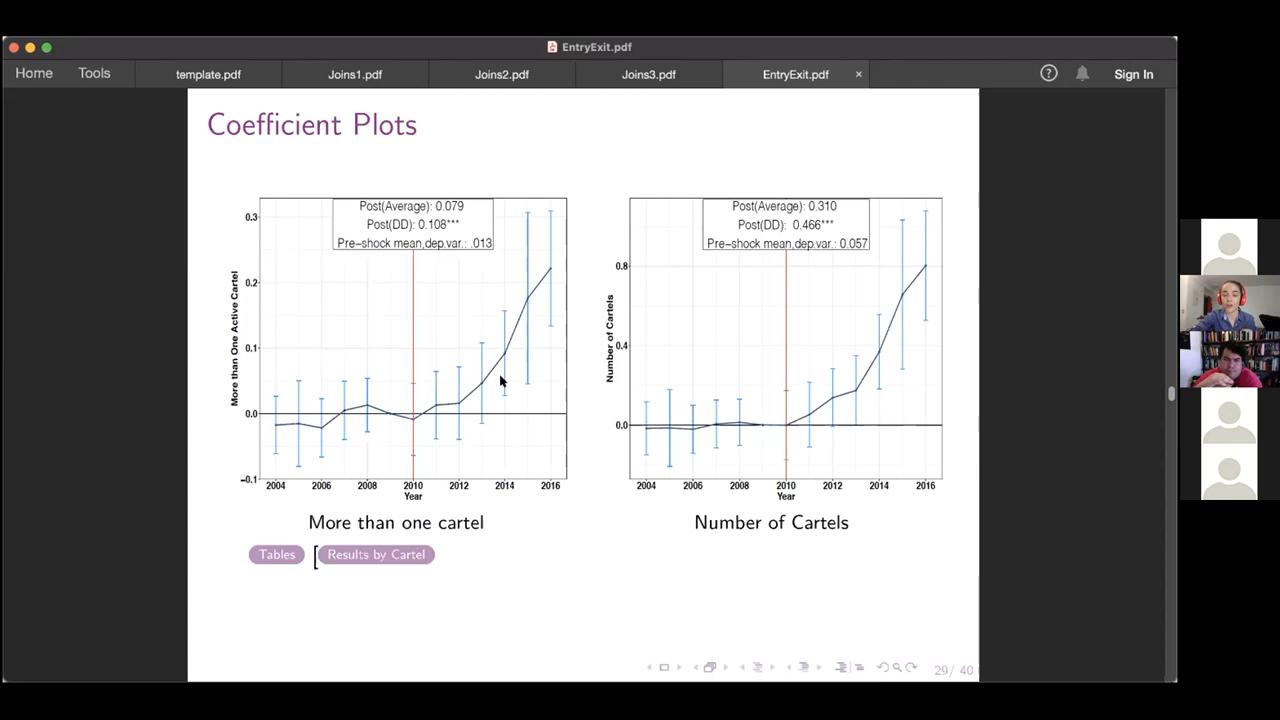 EntryExit.pdf
Home Tools template.pdf Joins1.pdf Joins2.pdf Joins3.pdf EntryExit.pdf × ? Sign In
Coefficient Plots
Post(Average): 0.079
Post(DD): 0.108***
Pre−shock mean,dep.var.: .013
More than One Active Cartel
0.3
0.2
0.1
0.0
−0.1
2004 2006 2008 2010 2012 2014 2016
Year
More than one cartel
Post(Average): 0.310
Post(DD): 0.466***
Pre−shock mean,dep.var.: 0.057
Number of Cartels
0.8
0.4
0.0
2004 2006 2008 2010 2012 2014 2016
Year
Number of Cartels
Tables [ Results by Cartel
29/ 40